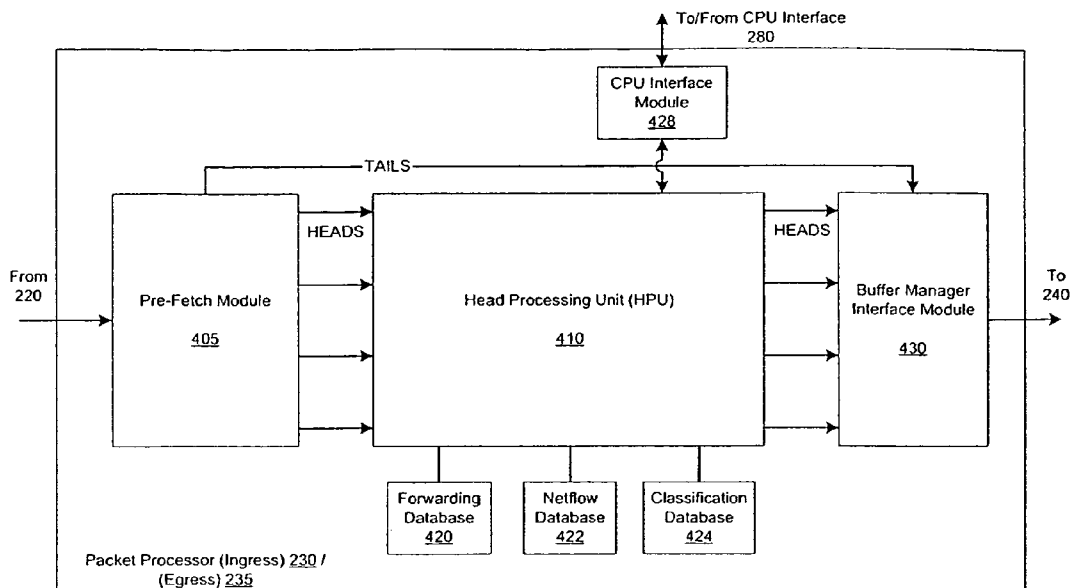 To/From CPU Interface
280
CPU Interface
Module
428
TAILS
HEADS
HEADS
From
220
Pre-Fetch Module
405
Head Processing Unit (HPU)
410
Buffer Manager
Interface Module
430
To
240
Forwarding
Database
420
Netflow
Database
422
Classification
Database
424
Packet Processor (Ingress) 230 /
(Egress) 235